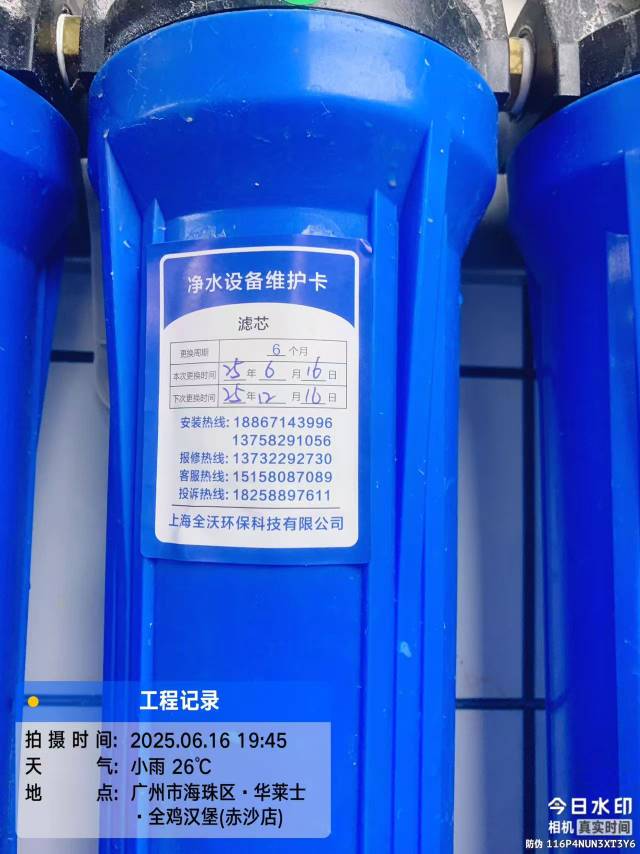 净水设备维护卡
滤芯
更换周期 6 个月
本次更换时间 25 年 6 月 16 日
下次更换时间 25 年 12 月 16 日
安装热线: 18867143996
13758291056
报修热线: 13732292730
客服热线: 15158087089
投诉热线: 18258897611
上海全沃环保科技有限公司
工程记录
拍摄时间: 2025.06.16 19:45
天气: 小雨 26℃
地点: 广州市海珠区·华莱士
·全鸡汉堡(赤沙店)
今日水印
相机 真实时间
防伪 116P4NUN3XT3Y6